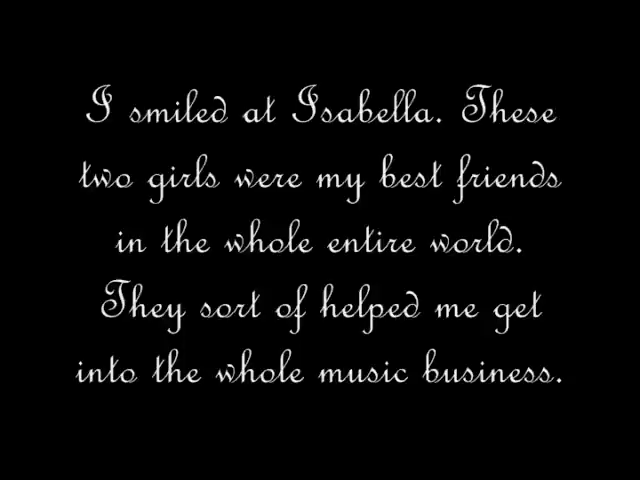 I smiled at Isabella. These
two girls were my best friends
in the whole entire world.
They sort of helped me get
into the whole music business.